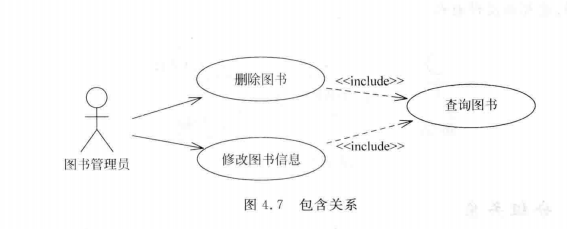 删除图书
<<include>>
查询图书
图书管理员
修改图书信息
<<include>>
图 4.7 包含关系